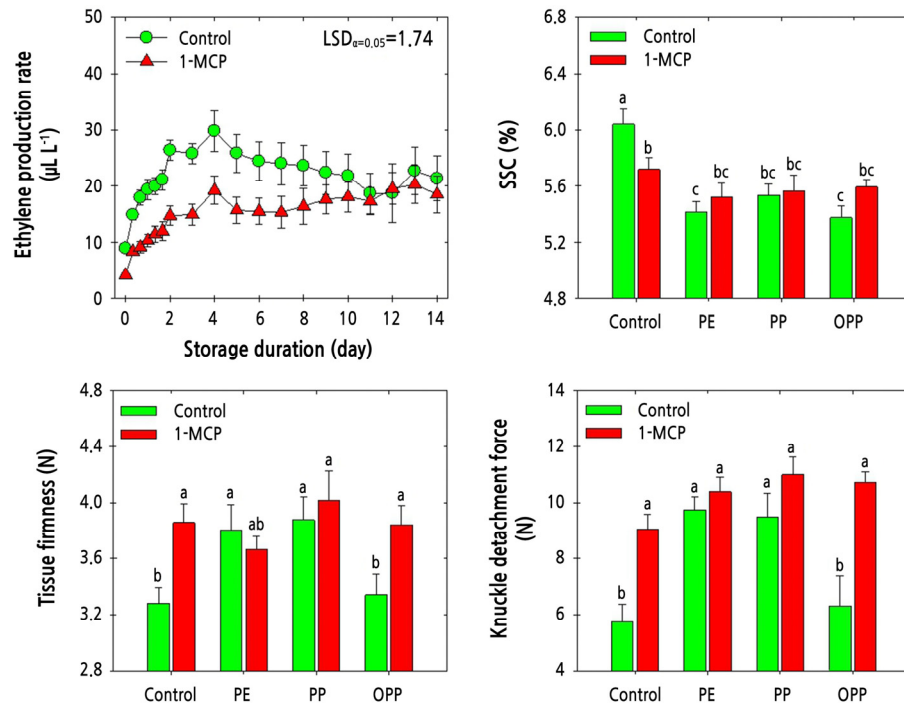 50
40
30
20
10
0
Ethylene production rate
(μL L⁻¹)
Control
1-MCP
LSDα=0.05=1.74
0 2 4 6 8 10 12 14
Storage duration (day)
6.8
6.4
6.0
5.6
5.2
4.8
SSC (%)
Control
1-MCP
a b c bc bc bc c bc
Control PE PP OPP
4.8
4.4
4.0
3.6
3.2
2.8
Tissue firmness (N)
Control
1-MCP
b a a ab a a b a
Control PE PP OPP
14
12
10
8
6
4
Knuckle detachment force
(N)
Control
1-MCP
b a a a a a b a
Control PE PP OPP